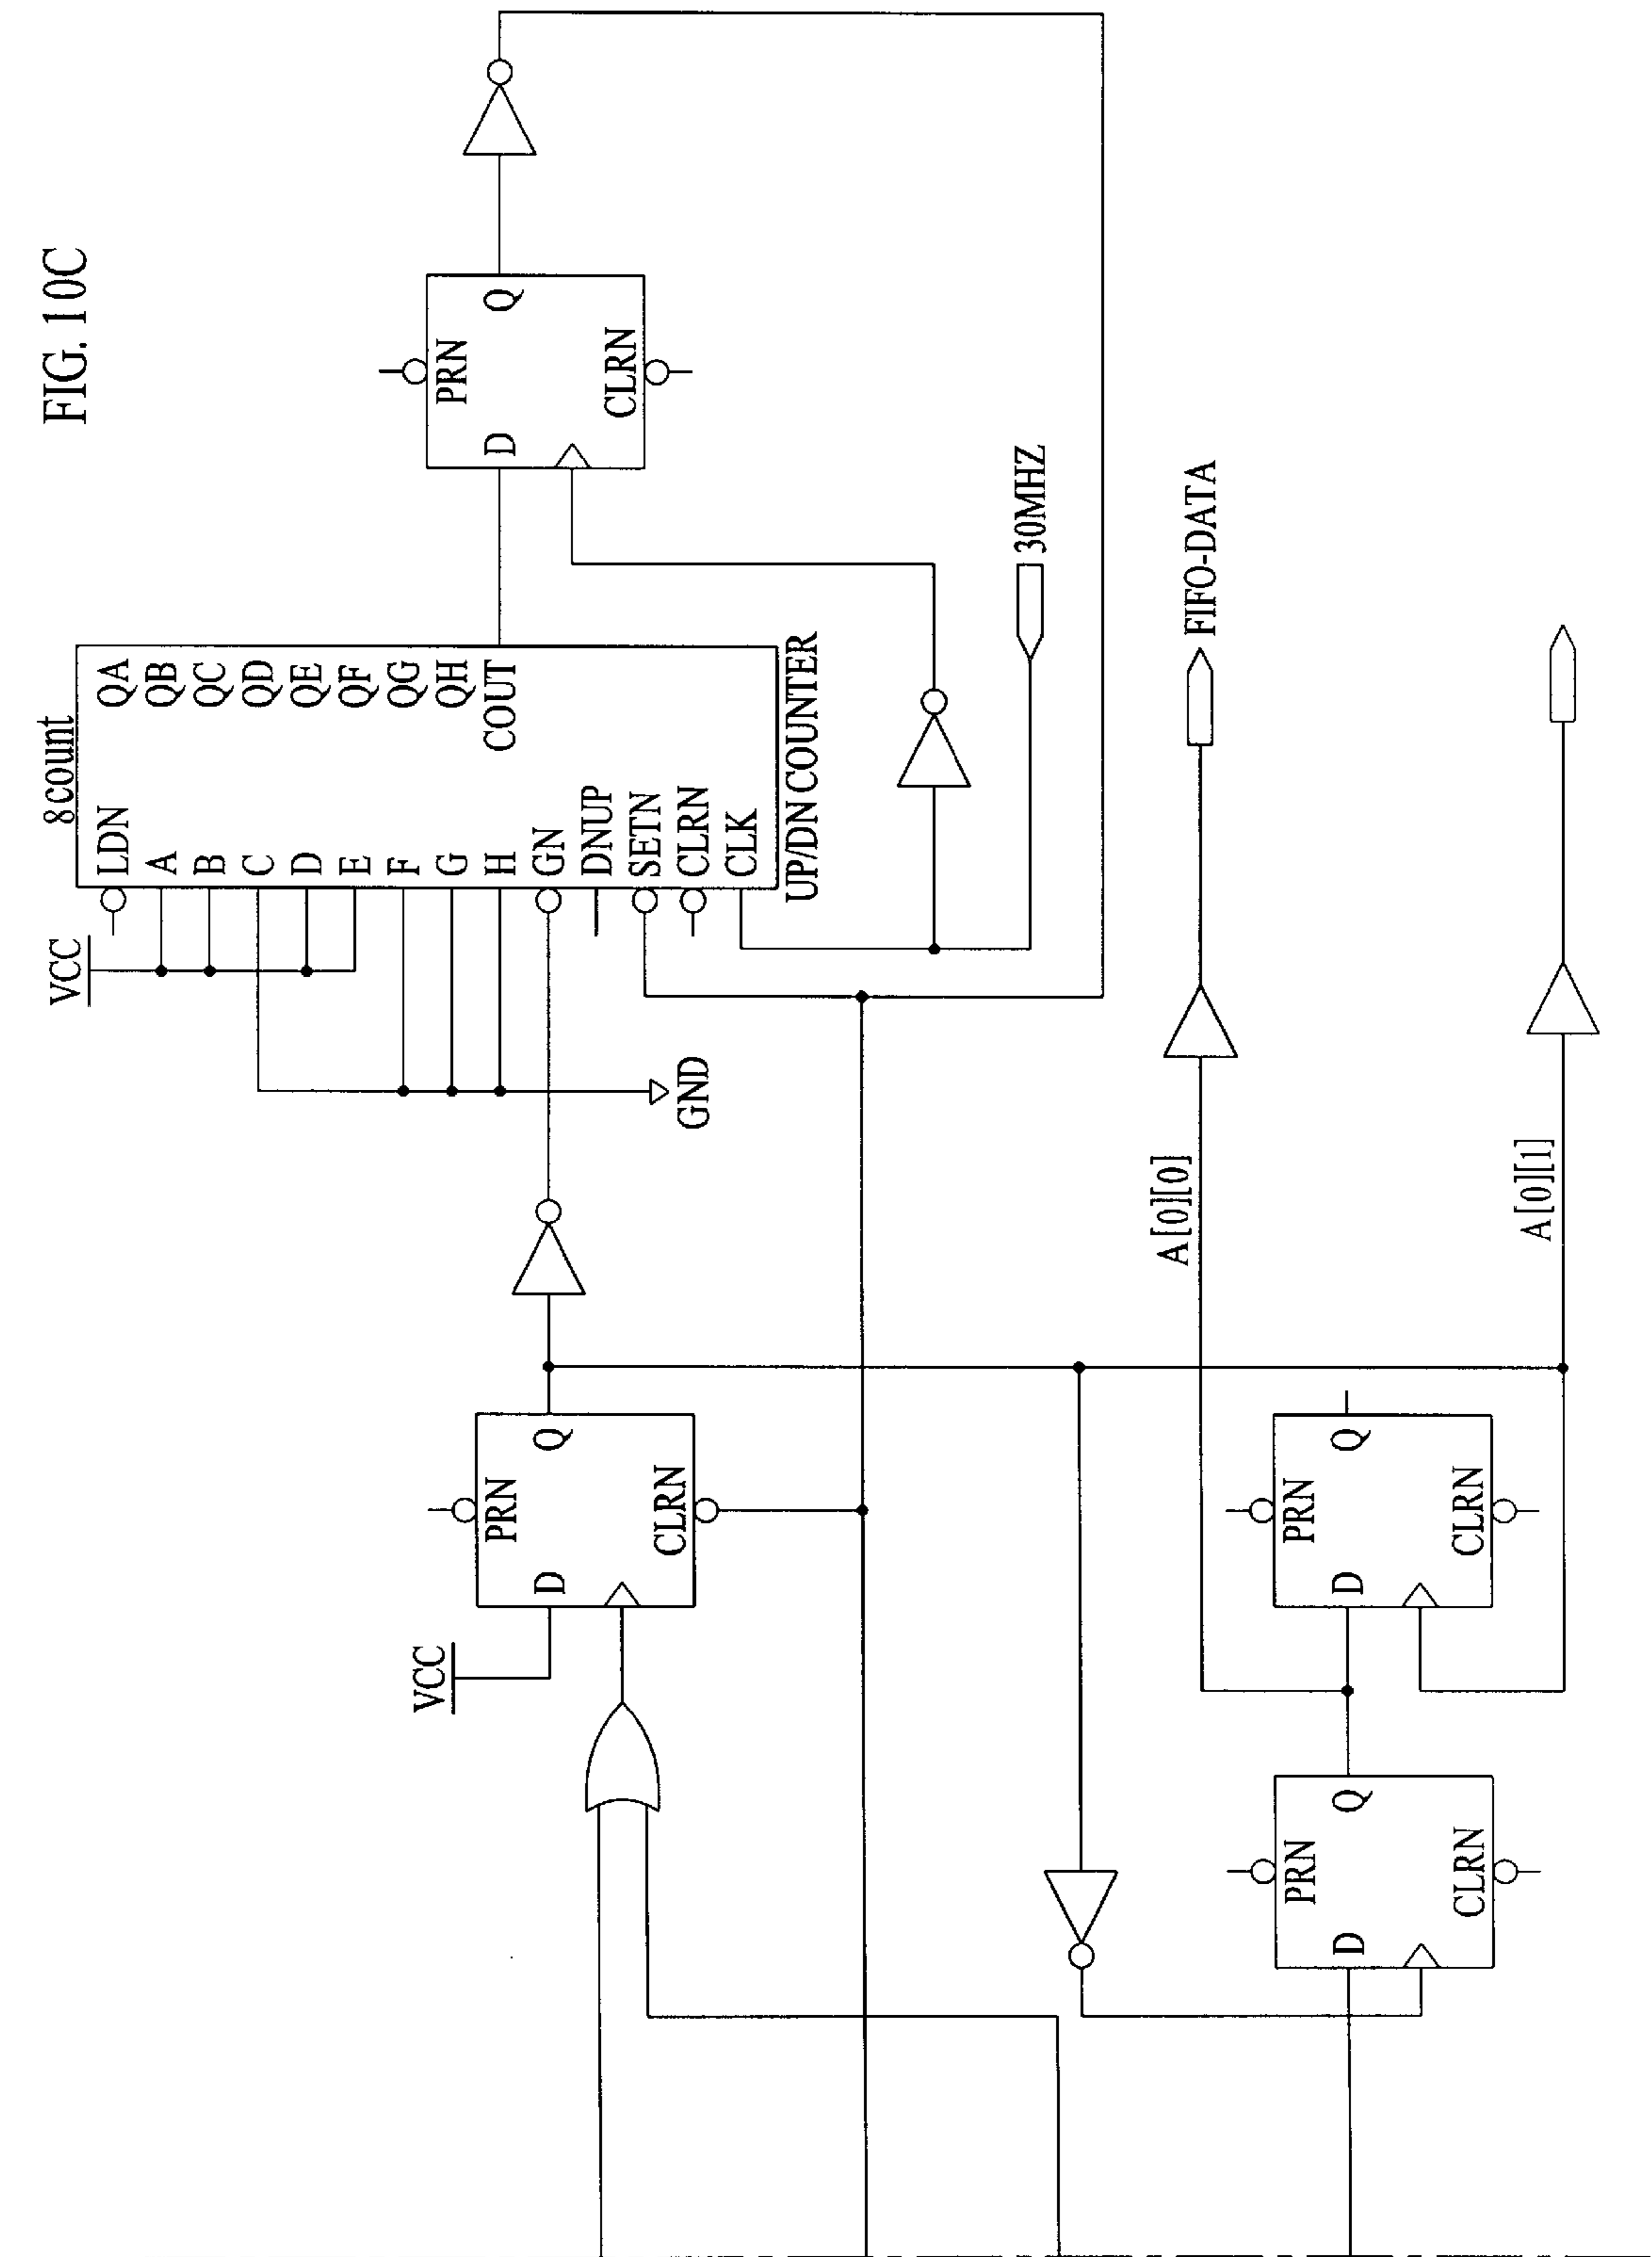 FIG. 10C
8count
LDN
A
B
C
D
E
F
G
H
GN
DNUP
SETN
CLRN
CLK
QA
QB
QC
QD
QE
QF
QG
QH
COUT
UP/DN COUNTER
VCC
GND
D
PRN
Q
CLRN
30MHZ
VCC
D
PRN
Q
CLRN
A[0][0]
FIFO-DATA
A[0][1]
D
PRN
Q
CLRN
D
PRN
Q
CLRN